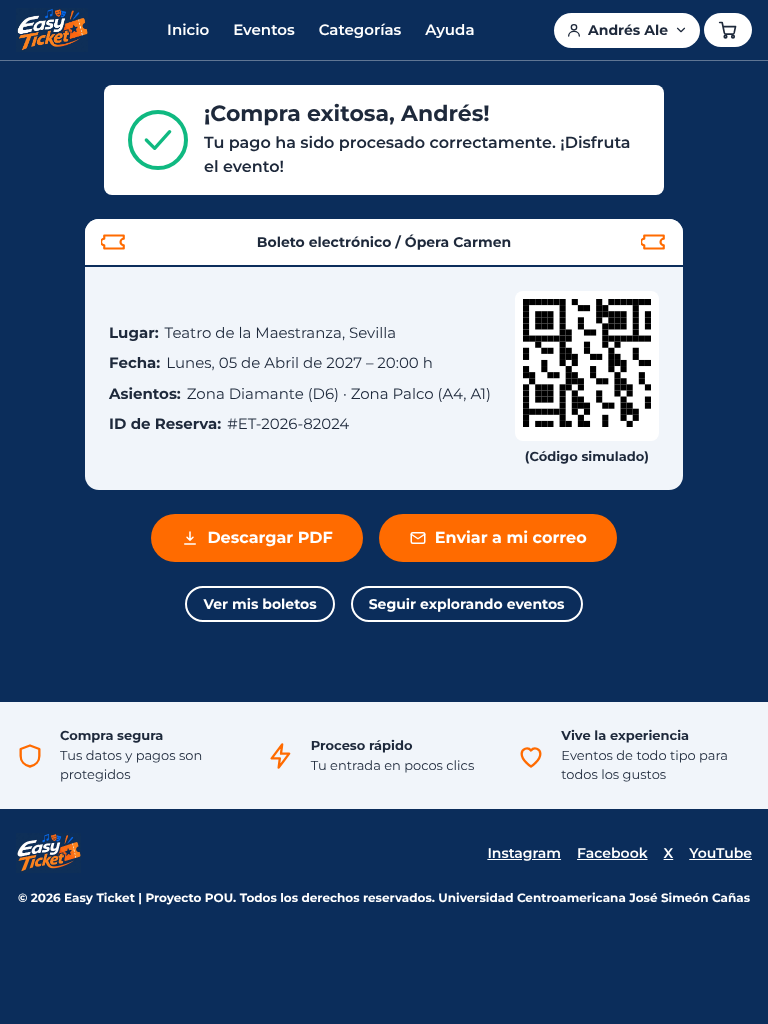 Easy Ticket
Inicio Eventos Categorías Ayuda
Andrés Ale
¡Compra exitosa, Andrés!
Tu pago ha sido procesado correctamente. ¡Disfruta
el evento!
Boleto electrónico / Ópera Carmen
Lugar: Teatro de la Maestranza, Sevilla
Fecha: Lunes, 05 de Abril de 2027 – 20:00 h
Asientos: Zona Diamante (D6) · Zona Palco (A4, A1)
ID de Reserva: #ET-2026-82024
(Código simulado)
Descargar PDF
Enviar a mi correo
Ver mis boletos
Seguir explorando eventos
Compra segura
Tus datos y pagos son
protegidos
Proceso rápido
Tu entrada en pocos clics
Vive la experiencia
Eventos de todo tipo para
todos los gustos
Easy Ticket
Instagram Facebook X YouTube
© 2026 Easy Ticket | Proyecto POU. Todos los derechos reservados. Universidad Centroamericana José Simeón Cañas